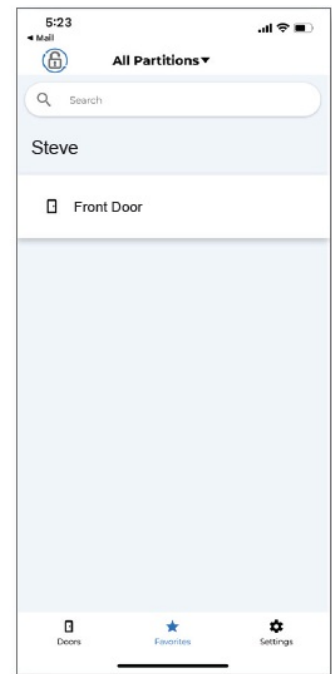 5:23
◄ Mail
All Partitions▼
Search
Steve
Front Door
Doors Favorites Settings